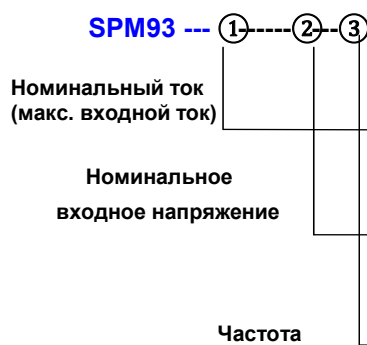 SPM93 --- ①-----②---③
Номинальный ток
(макс. входной ток)
Номинальное
входное напряжение
Частота